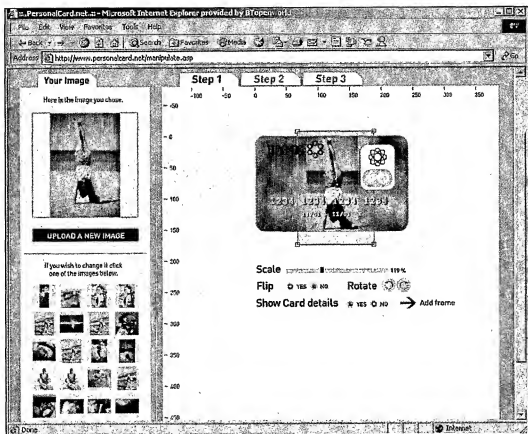 .::PersonalCard.net.::. - Microsoft Internet Explorer provided by BTopenworld
File Edit View Favorites Tools Help
Back Search Favorites Media
Address http://www.personalcard.net/manipulate.asp Go
Your Image
Step 1 Step 2 Step 3
-100 -50 0 50 100 150 200 250 300 350
Here is the image you chose.
-50
0
50
100
150
200
250
300
350
400
450
1234 1234 1234 1234
11/01 11/01
UPLOAD A NEW IMAGE
If you wish to change it click
one of the images below.
Scale 119 %
Flip YES NO Rotate
Show Card details YES NO → Add frame
Done Internet